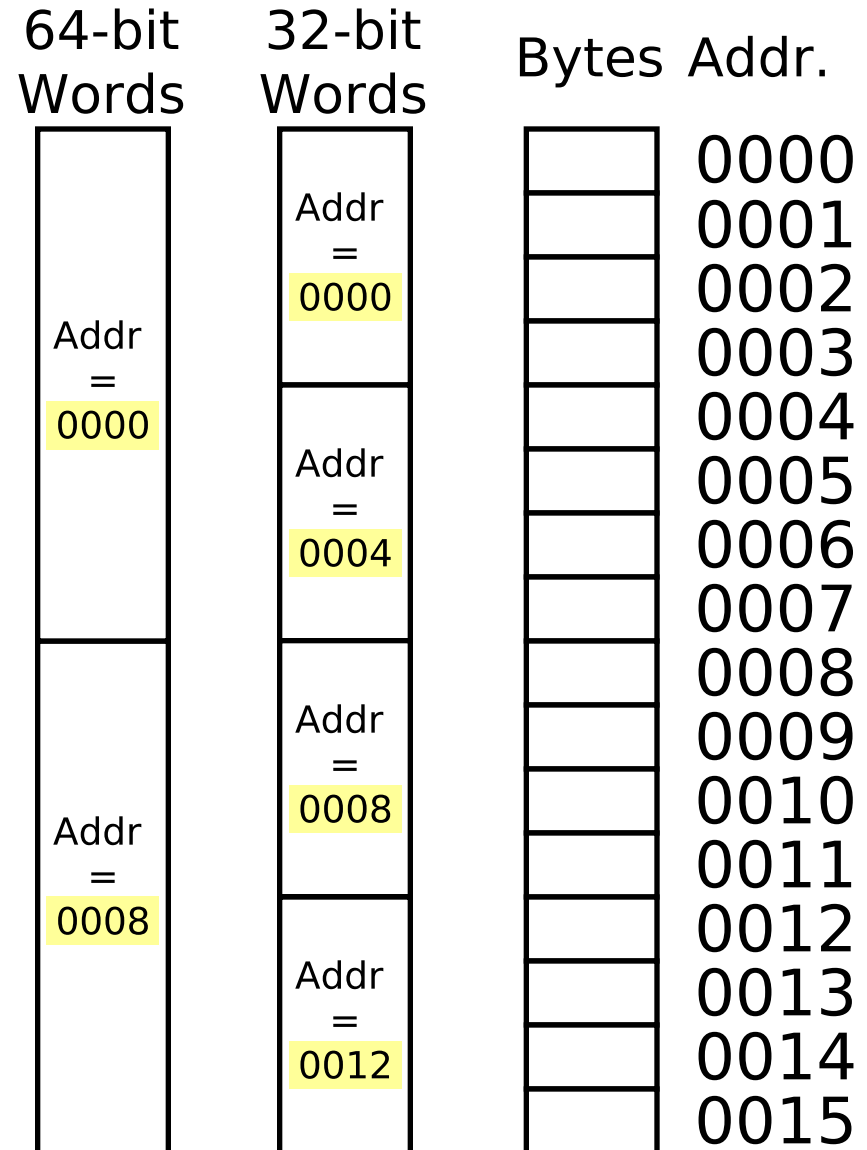 64-bit
Words
32-bit
Words
Bytes
Addr.
Addr
=
0000
Addr
=
0008
Addr
=
0000
Addr
=
0004
Addr
=
0008
Addr
=
0012
0000
0001
0002
0003
0004
0005
0006
0007
0008
0009
0010
0011
0012
0013
0014
0015